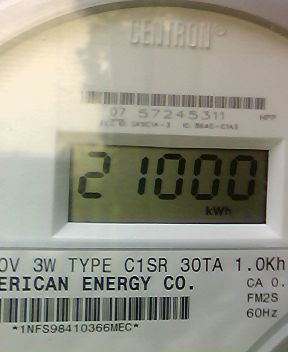 CENTRON®
07 57245311 HPP
21000
kWh
0V 3W TYPE C1SR 30TA 1.0Kh
ERICAN ENERGY CO. CA 0.
FM2S
60Hz
*1NFS98410366MEC*